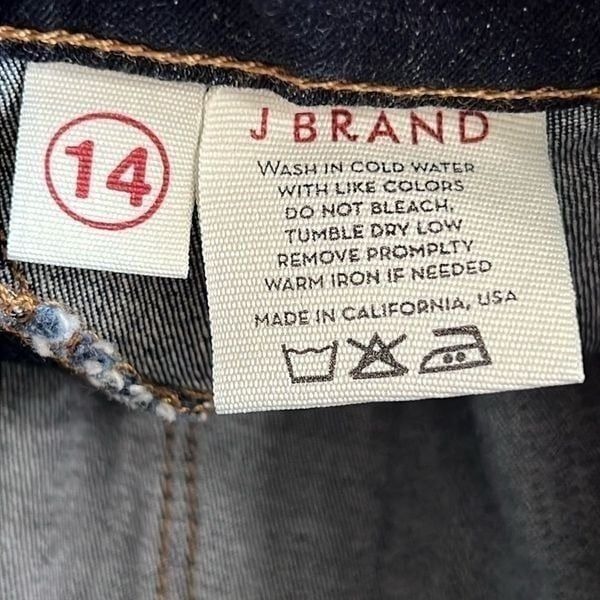 14
J BRAND
WASH IN COLD WATER
WITH LIKE COLORS
DO NOT BLEACH,
TUMBLE DRY LOW
REMOVE PROMPLTY
WARM IRON IF NEEDED
MADE IN CALIFORNIA, USA